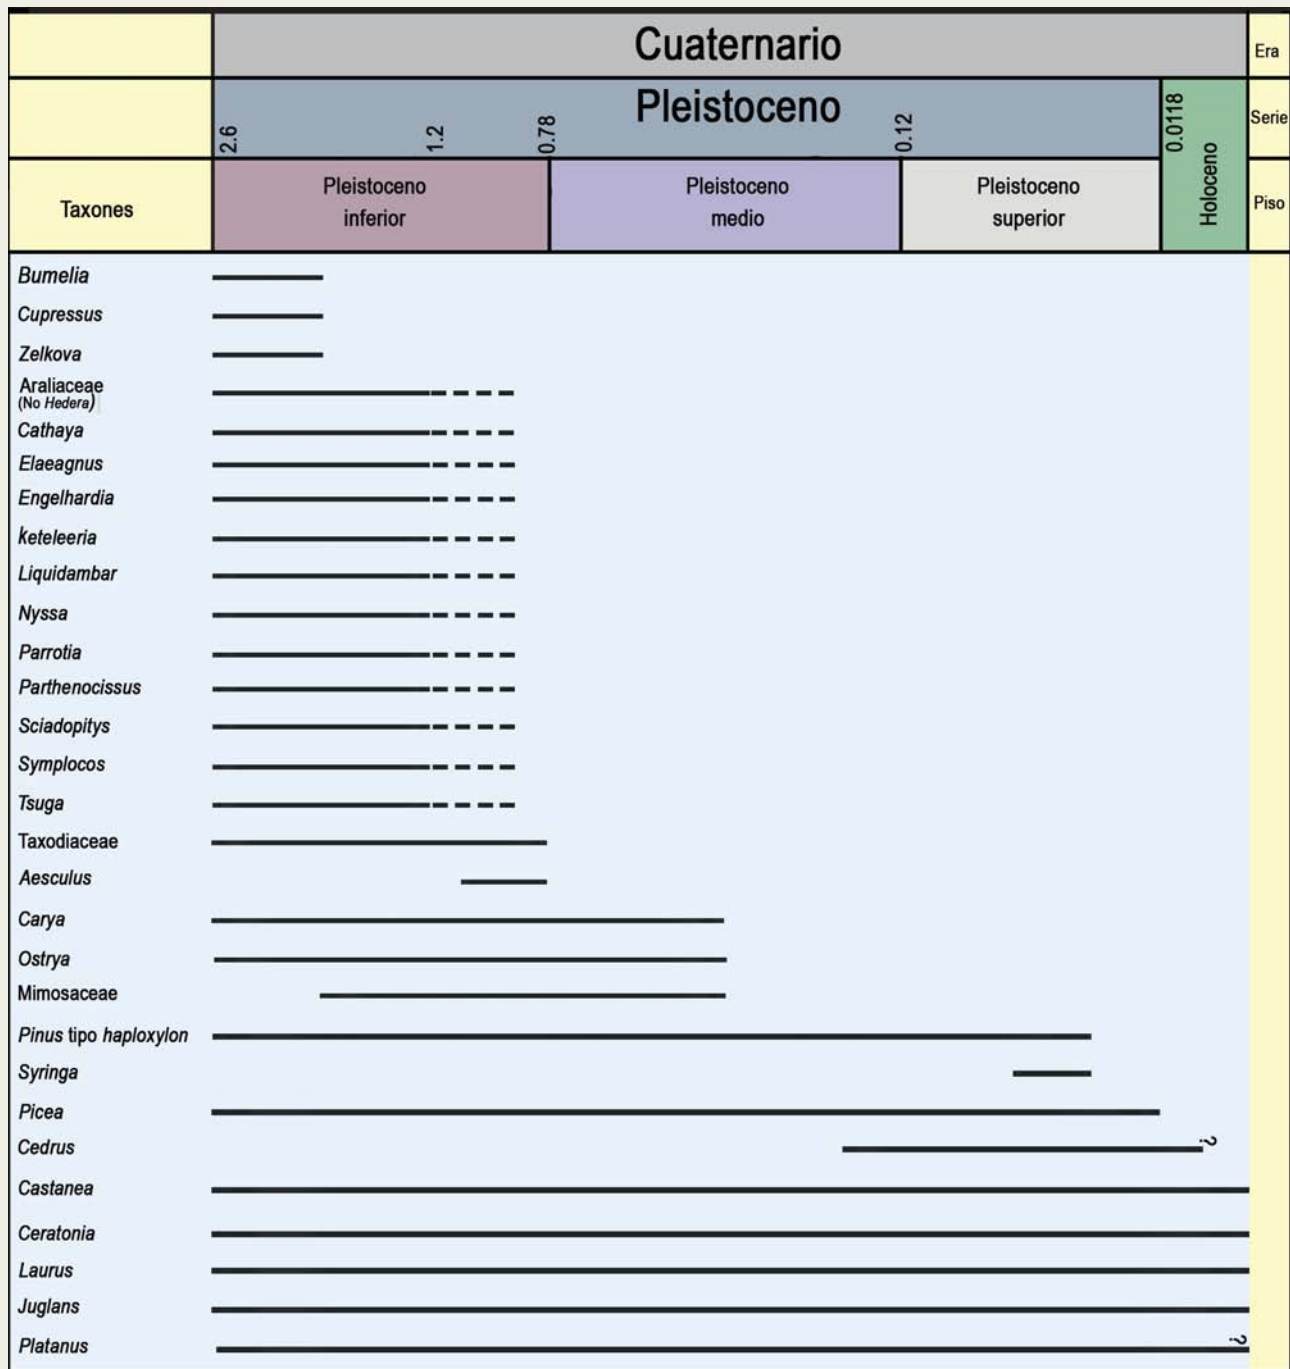 Cuaternario
Era
Pleistoceno
Serie
2.6
1.2
0.78
0.12
0.0118
Holoceno
Taxones
Pleistoceno
inferior
Pleistoceno
medio
Pleistoceno
superior
Piso
Bumelia
Cupressus
Zelkova
Araliaceae
(No Hedera)
Cathaya
Elaeagnus
Engelhardia
keteleeria
Liquidambar
Nyssa
Parrotia
Parthenocissus
Sciadopitys
Symplocos
Tsuga
Taxodiaceae
Aesculus
Carya
Ostrya
Mimosaceae
Pinus tipo haploxylon
Syringa
Picea
Cedrus ?
Castanea
Ceratonia
Laurus
Juglans
Platanus ?